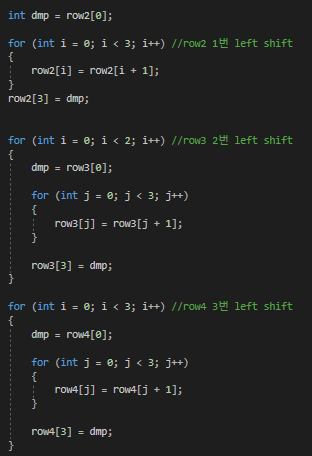 int dmp = row2[0];
for (int i = 0; i < 3; i++) //row2 1번 left shift
{
row2[i] = row2[i + 1];
}
row2[3] = dmp;
for (int i = 0; i < 2; i++) //row3 2번 left shift
{
dmp = row3[0];
for (int j = 0; j < 3; j++)
{
row3[j] = row3[j + 1];
}
row3[3] = dmp;
}
for (int i = 0; i < 3; i++) //row4 3번 left shift
{
dmp = row4[0];
for (int j = 0; j < 3; j++)
{
row4[j] = row4[j + 1];
}
row4[3] = dmp;
}